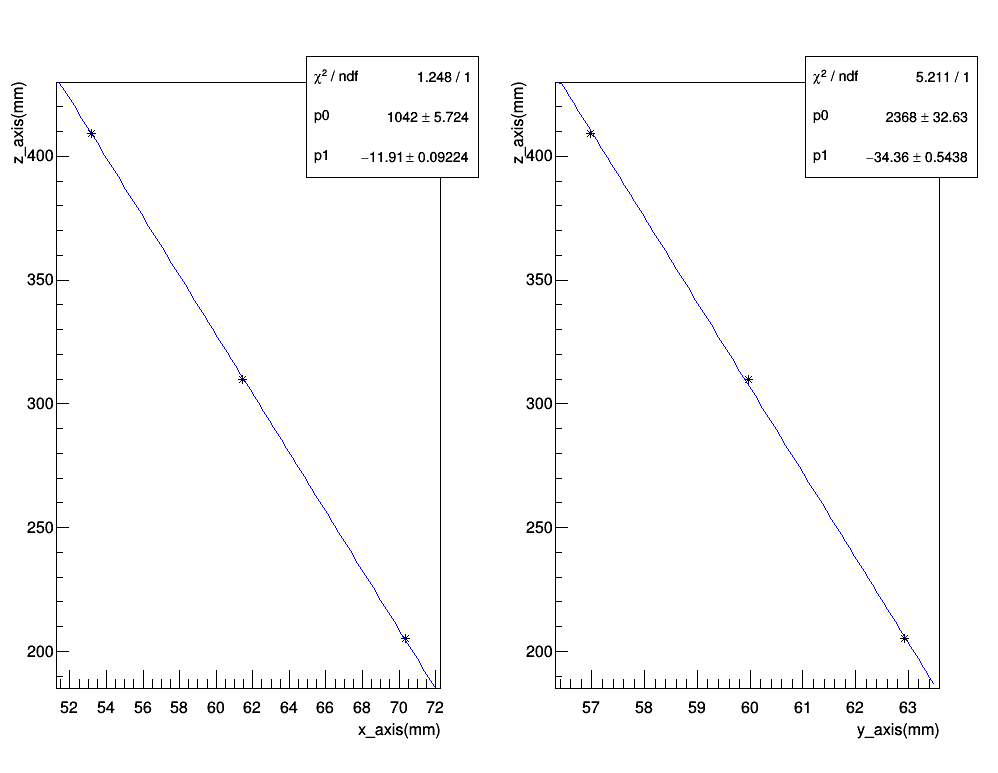 χ² / ndf 1.248 / 1
p0 1042 ± 5.724
p1 −11.91 ± 0.09224
z_axis(mm)
400
350
300
250
200
52 54 56 58 60 62 64 66 68 70 72
x_axis(mm)
χ² / ndf 5.211 / 1
p0 2368 ± 32.63
p1 −34.36 ± 0.5438
z_axis(mm)
400
350
300
250
200
57 58 59 60 61 62 63
y_axis(mm)